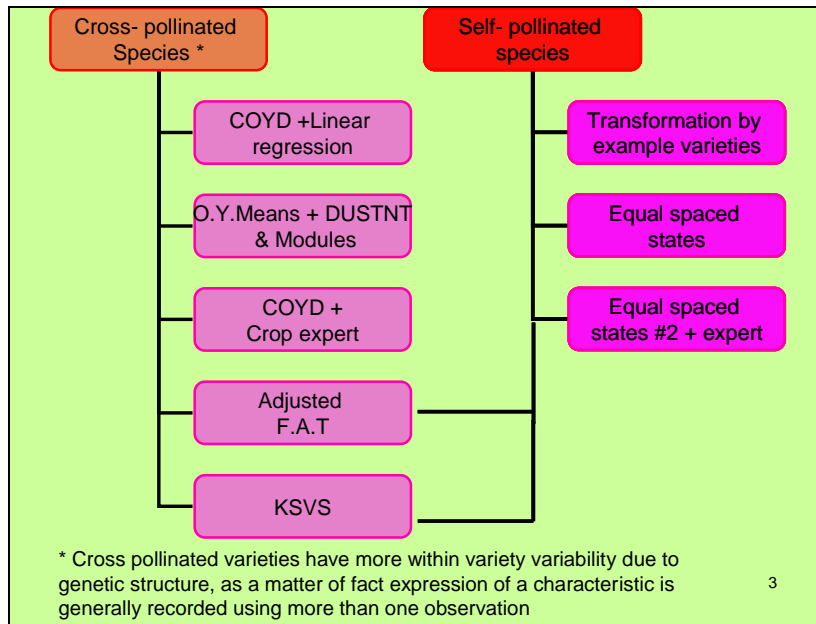 Cross- pollinated
Species *
Self- pollinated
species
COYD +Linear
regression
Transformation by
example varieties
O.Y.Means + DUSTNT
& Modules
Equal spaced
states
COYD +
Crop expert
Equal spaced
states #2 + expert
Adjusted
F.A.T
KSVS
* Cross pollinated varieties have more within variety variability due to
genetic structure, as a matter of fact expression of a characteristic is
generally recorded using more than one observation
3